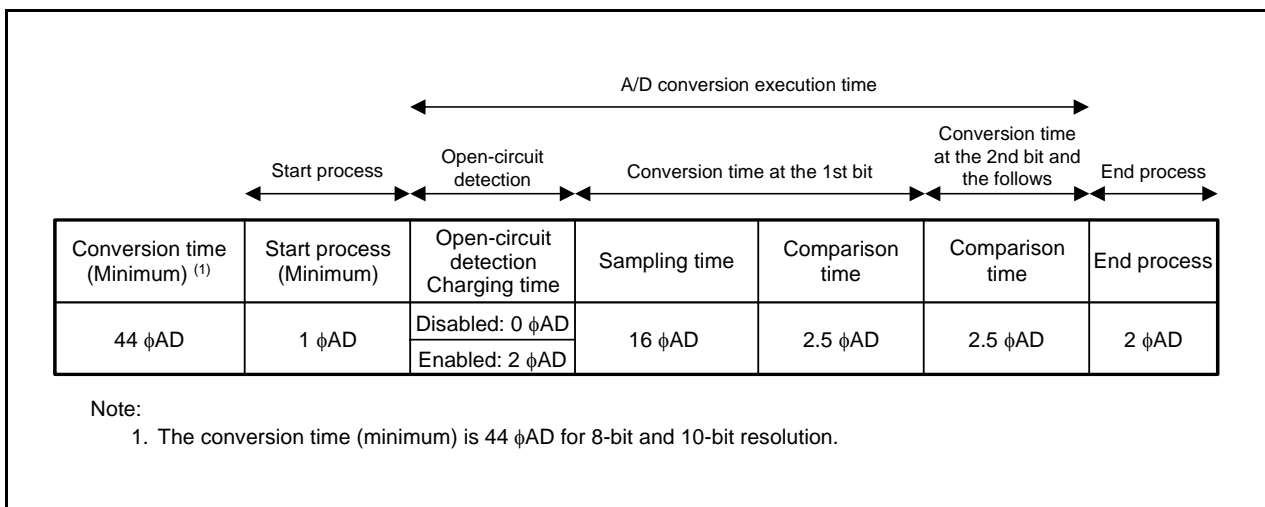 A/D conversion execution time
Start process
Open-circuit
detection
Conversion time at the 1st bit
Conversion time
at the 2nd bit and
the follows
End process
Conversion time
(Minimum) (1)
Start process
(Minimum)
Open-circuit
detection
Charging time
Sampling time
Comparison
time
Comparison
time
End process
44 ϕAD
1 ϕAD
Disabled: 0 ϕAD
Enabled: 2 ϕAD
16 ϕAD
2.5 ϕAD
2.5 ϕAD
2 ϕAD
Note:
1. The conversion time (minimum) is 44 ϕAD for 8-bit and 10-bit resolution.